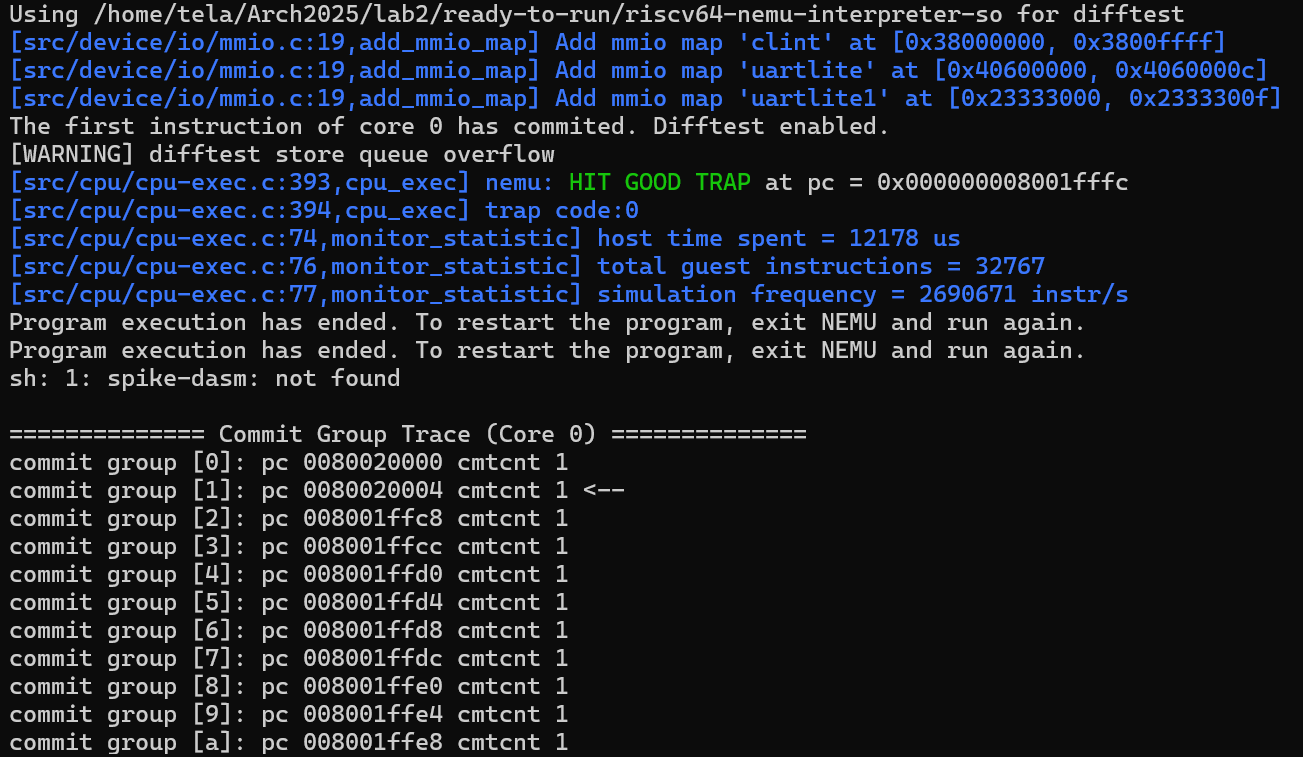 Using /home/tela/Arch2025/lab2/ready-to-run/riscv64-nemu-interpreter-so for difftest
[src/device/io/mmio.c:19,add_mmio_map] Add mmio map 'clint' at [0x38000000, 0x3800ffff]
[src/device/io/mmio.c:19,add_mmio_map] Add mmio map 'uartlite' at [0x40600000, 0x4060000c]
[src/device/io/mmio.c:19,add_mmio_map] Add mmio map 'uartlite1' at [0x23333000, 0x2333300f]
The first instruction of core 0 has commited. Difftest enabled.
[WARNING] difftest store queue overflow
[src/cpu/cpu-exec.c:393,cpu_exec] nemu: HIT GOOD TRAP at pc = 0x000000008001fffc
[src/cpu/cpu-exec.c:394,cpu_exec] trap code:0
[src/cpu/cpu-exec.c:74,monitor_statistic] host time spent = 12178 us
[src/cpu/cpu-exec.c:76,monitor_statistic] total guest instructions = 32767
[src/cpu/cpu-exec.c:77,monitor_statistic] simulation frequency = 2690671 instr/s
Program execution has ended. To restart the program, exit NEMU and run again.
Program execution has ended. To restart the program, exit NEMU and run again.
sh: 1: spike-dasm: not found
============== Commit Group Trace (Core 0) ==============
commit group [0]: pc 0080020000 cmtcnt 1
commit group [1]: pc 0080020004 cmtcnt 1 <--
commit group [2]: pc 008001ffc8 cmtcnt 1
commit group [3]: pc 008001ffcc cmtcnt 1
commit group [4]: pc 008001ffd0 cmtcnt 1
commit group [5]: pc 008001ffd4 cmtcnt 1
commit group [6]: pc 008001ffd8 cmtcnt 1
commit group [7]: pc 008001ffdc cmtcnt 1
commit group [8]: pc 008001ffe0 cmtcnt 1
commit group [9]: pc 008001ffe4 cmtcnt 1
commit group [a]: pc 008001ffe8 cmtcnt 1